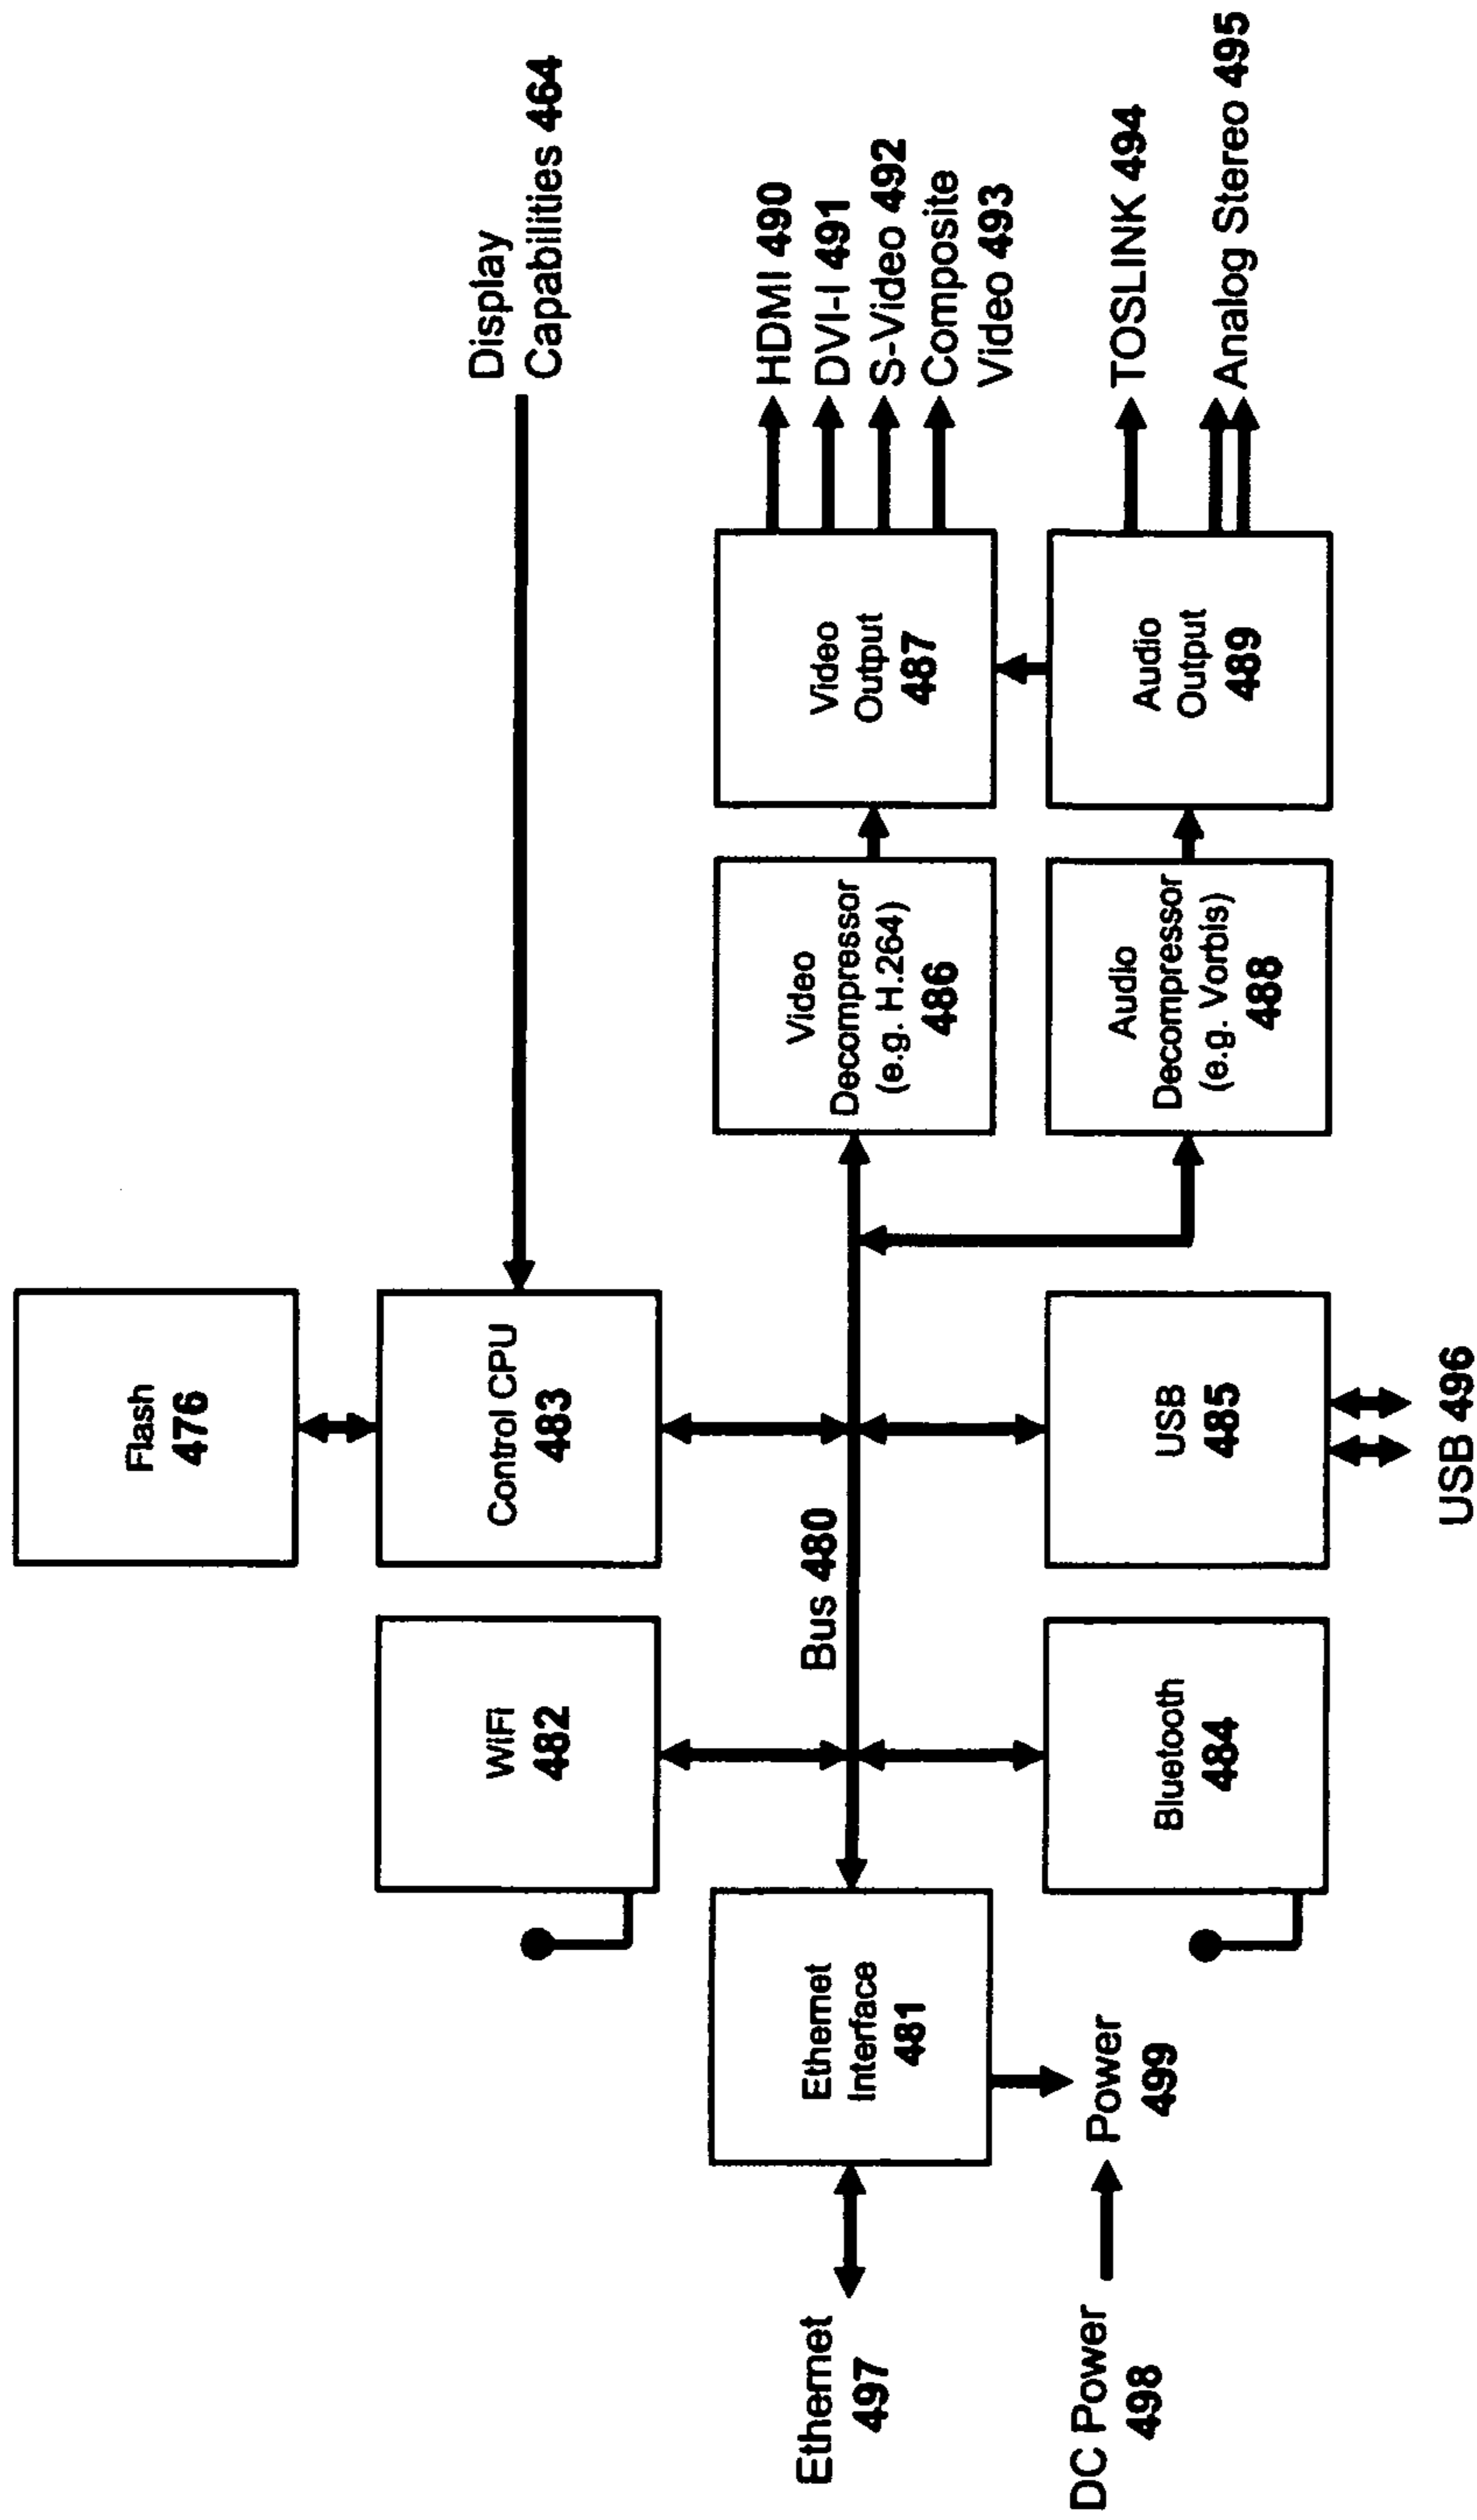 Flash
476
Display
Capabilities 464
WiFi
482
Control CPU
483
Bus 480
HDMI 490
DVI-I 491
S-Video 492
Composite
Video 493
Ethernet
497
Ethernet
Interface
481
Video
Decompressor
(e.g. H.264)
486
Video
Output
487
TOSLINK 494
Analog Stereo 495
DC Power
498
Power
499
Bluetooth
484
USB
485
Audio
Decompressor
(e.g. Vorbis)
488
Audio
Output
489
USB 496